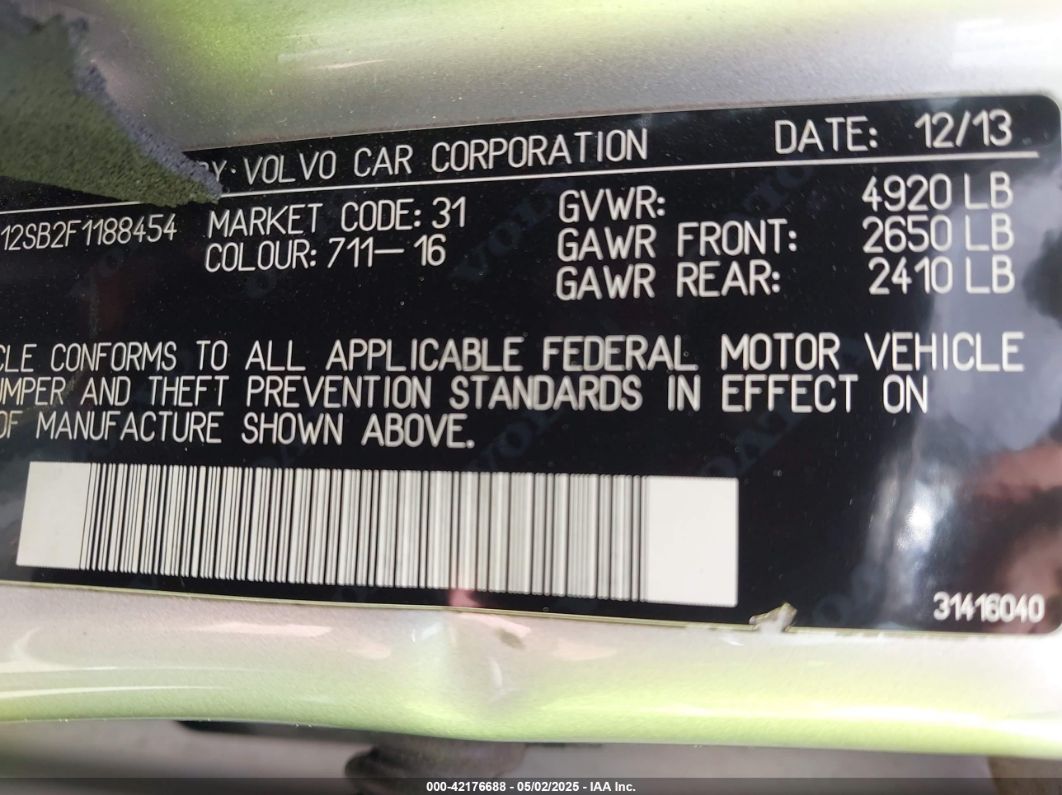 BY: VOLVO CAR CORPORATION DATE: 12/13
12SB2F1188454 MARKET CODE: 31 GVWR: 4920 LB
COLOUR: 711-16 GAWR FRONT: 2650 LB
GAWR REAR: 2410 LB
CLE CONFORMS TO ALL APPLICABLE FEDERAL MOTOR VEHICLE
UMPER AND THEFT PREVENTION STANDARDS IN EFFECT ON
OF MANUFACTURE SHOWN ABOVE.
31416040
000-42176688 - 05/02/2025 - IAA Inc.